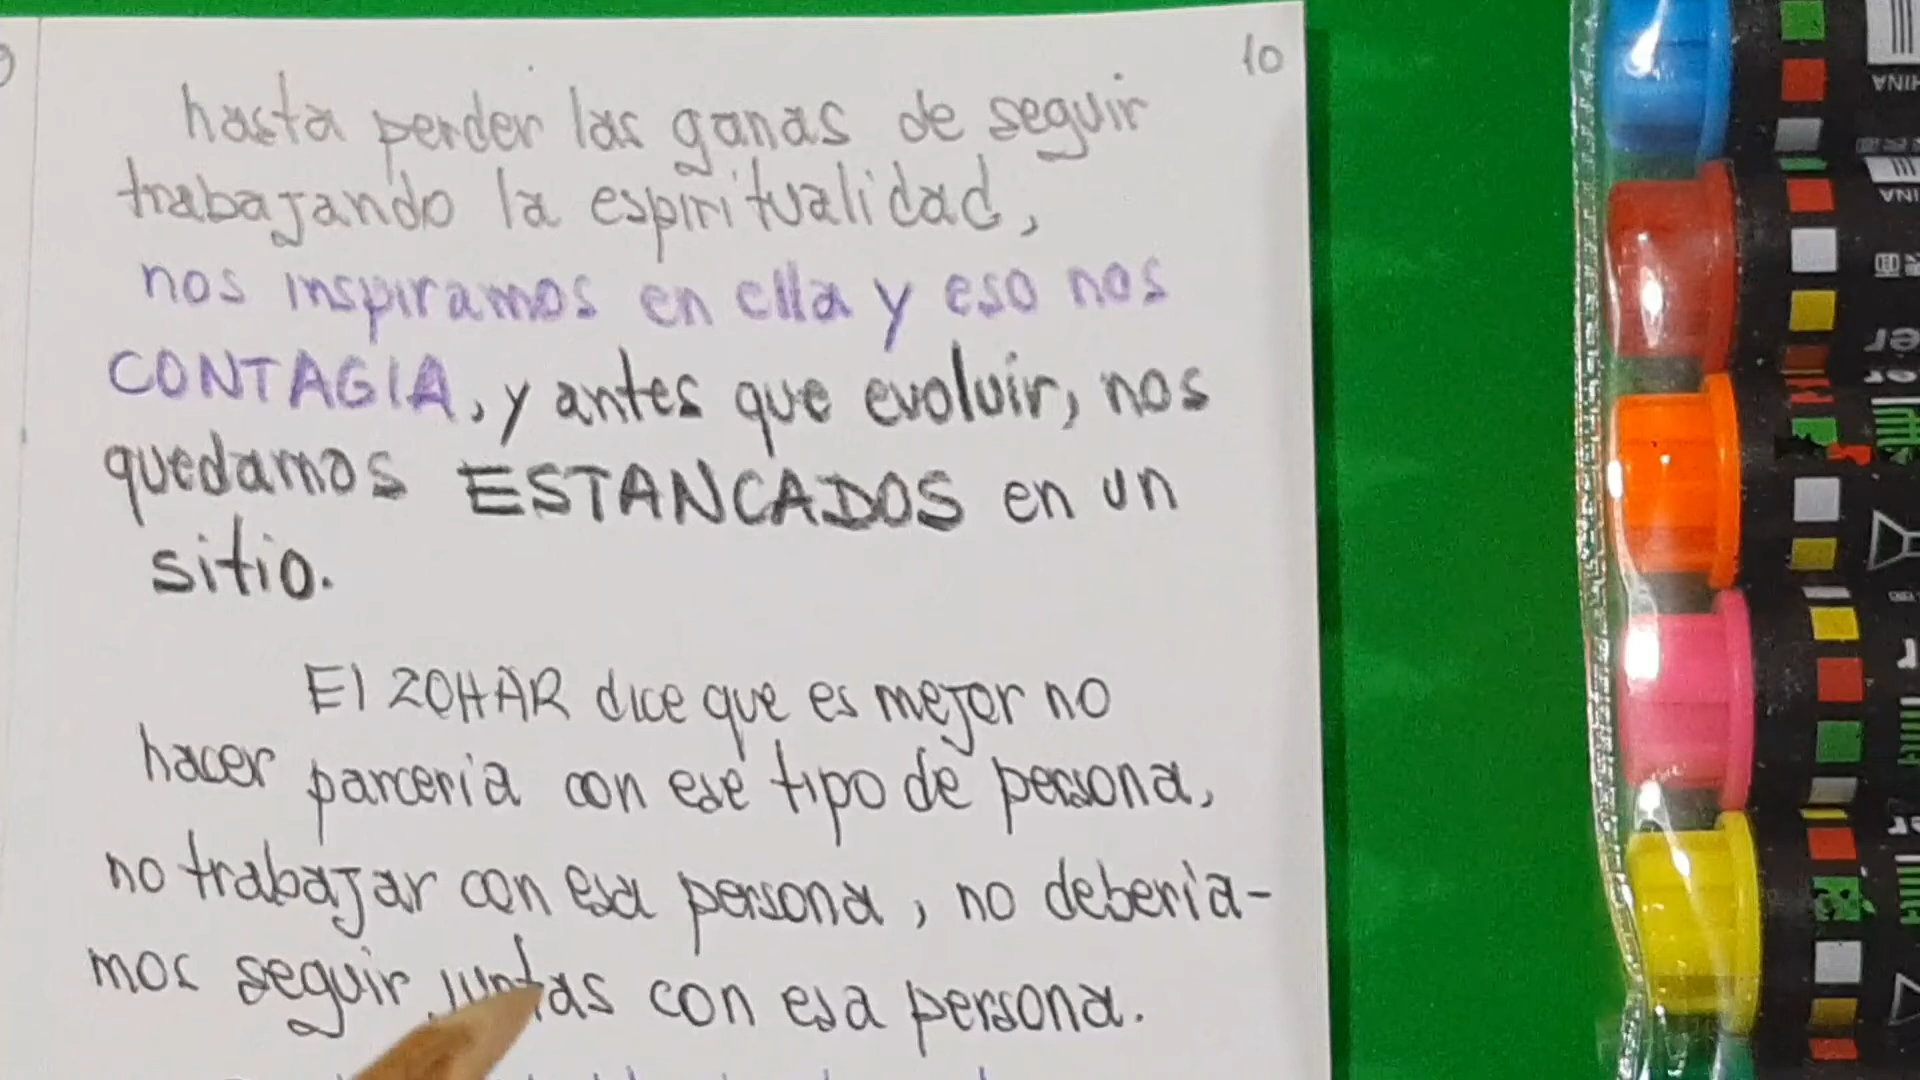 10
hasta perder las ganas de seguir
trabajando la espiritualidad,
nos inspiramos en ella y eso nos
CONTAGIA, y antes que evoluir, nos
quedamos ESTANCADOS en un
sitio.
El ZOHAR dice que es mejor no
hacer parceria con ese tipo de persona,
no trabajar con esa persona, no deberia-
mos seguir juntas con esa persona.